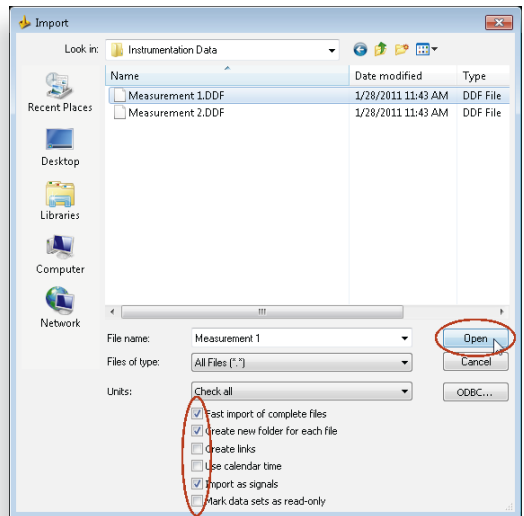 Import
Look in: Instrumentation Data
Name Date modified Type
Measurement 1.DDF 1/28/2011 11:43 AM DDF File
Measurement 2.DDF 1/28/2011 11:43 AM DDF File
Recent Places
Desktop
Libraries
Computer
Network
File name: Measurement 1 Open
Files of type: All Files (*.*) Cancel
Units: Check all ODBC...
Fast import of complete files
Create new folder for each file
Create links
Use calendar time
Import as signals
Mark data sets as read-only